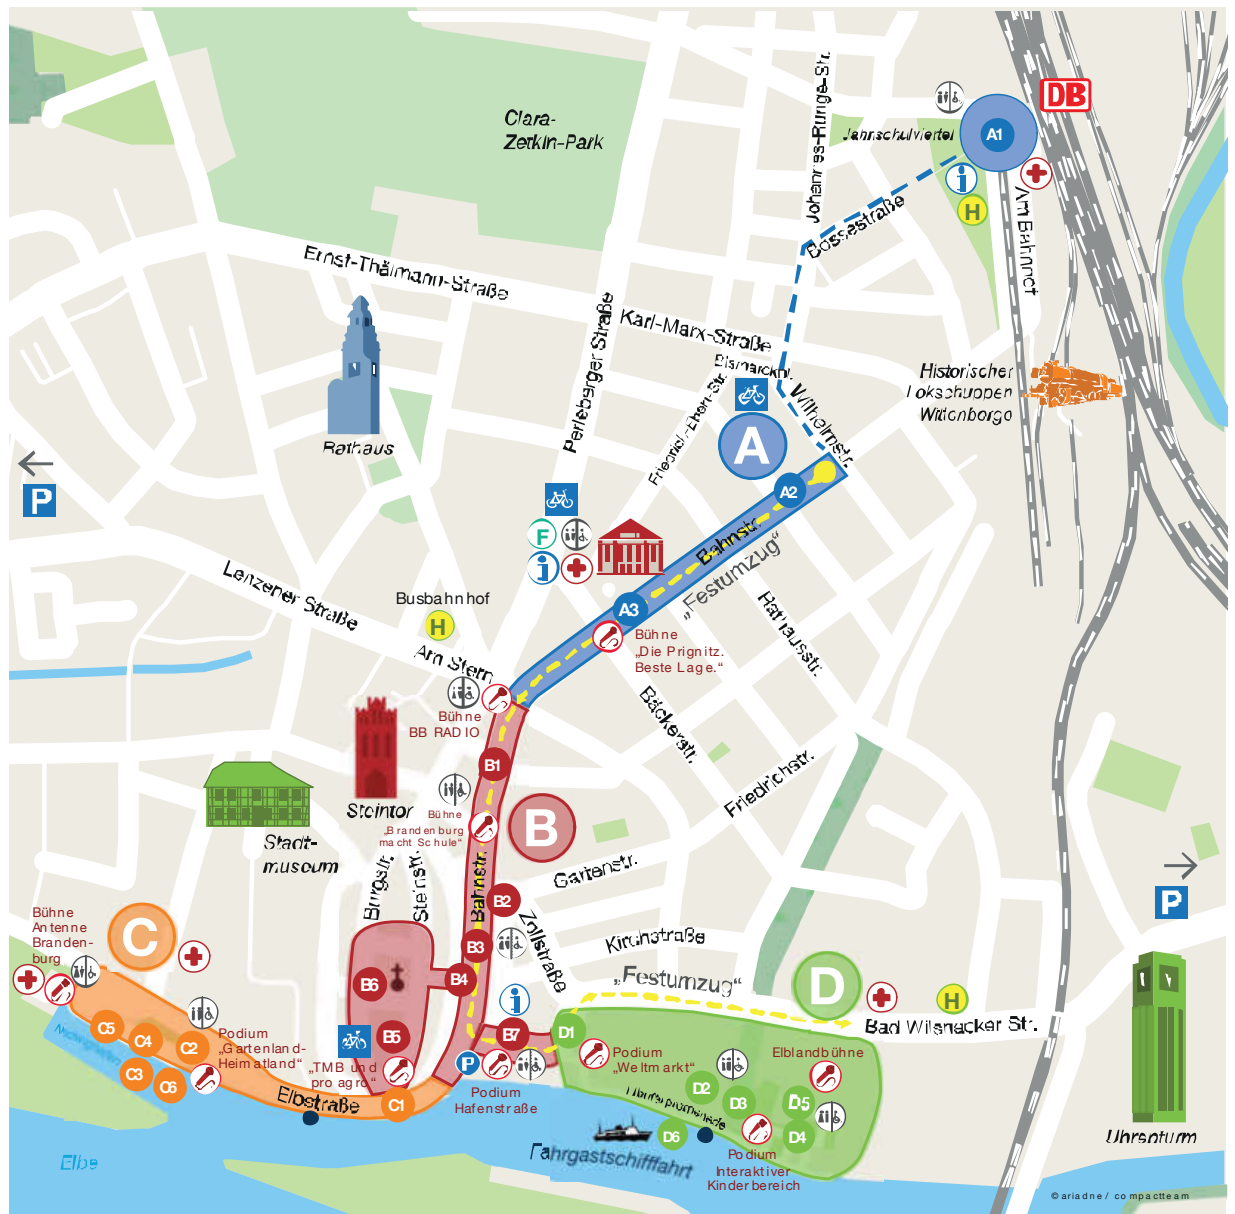 Clara-
Zetkin-Park
Johannes-Runge-Str.
DB
Jahnschulviertel
A1
i
H
Am Bahnhof
Bossestraße
Ernst-Thälmann-Straße
Karl-Marx-Straße
Perleberger Straße
Bismarckpl.
Friedrich-Ebert-Str.
Wilhelmstr.
Historischer
Lokschuppen
Wittenberge
Rathaus
A
A2
P
F
i
Bahnstr.
„Festumzug“
A3
Bühne
„Die Prignitz.
Beste Lage.“
Rathausstr.
Lenzener Straße
Busbahnhof
H
Am Stern
Bühne
BB RADIO
Bäckerstr.
Friedrichstr.
B1
Steintor
Stadt-
museum
Bühne
„Brandenburg
macht Schule“
B
Burgstr.
Steinstr.
Bahnstr.
Gartenstr.
B2
Zollstraße
B3
Kirchstraße
P
Bühne
Antenne
Branden-
burg
C
B6
B4
„Festumzug“
D
H
Bad Wilsnacker Str.
i
C5
C4
C2
C3
C6
Podium
„Gartenland-
Heimatland“
B5
B7
D1
„TMB und
pro agro“
P
Podium
Hafenstraße
Podium
„Weltmarkt“
Elblandbühne
D2
D3
D5
D4
D6
Elbstraße
C1
Fahrgastschifffahrt
Podium
Interaktiver
Kinderbereich
Uhrenturm
Elbe
©ariadne / compactteam